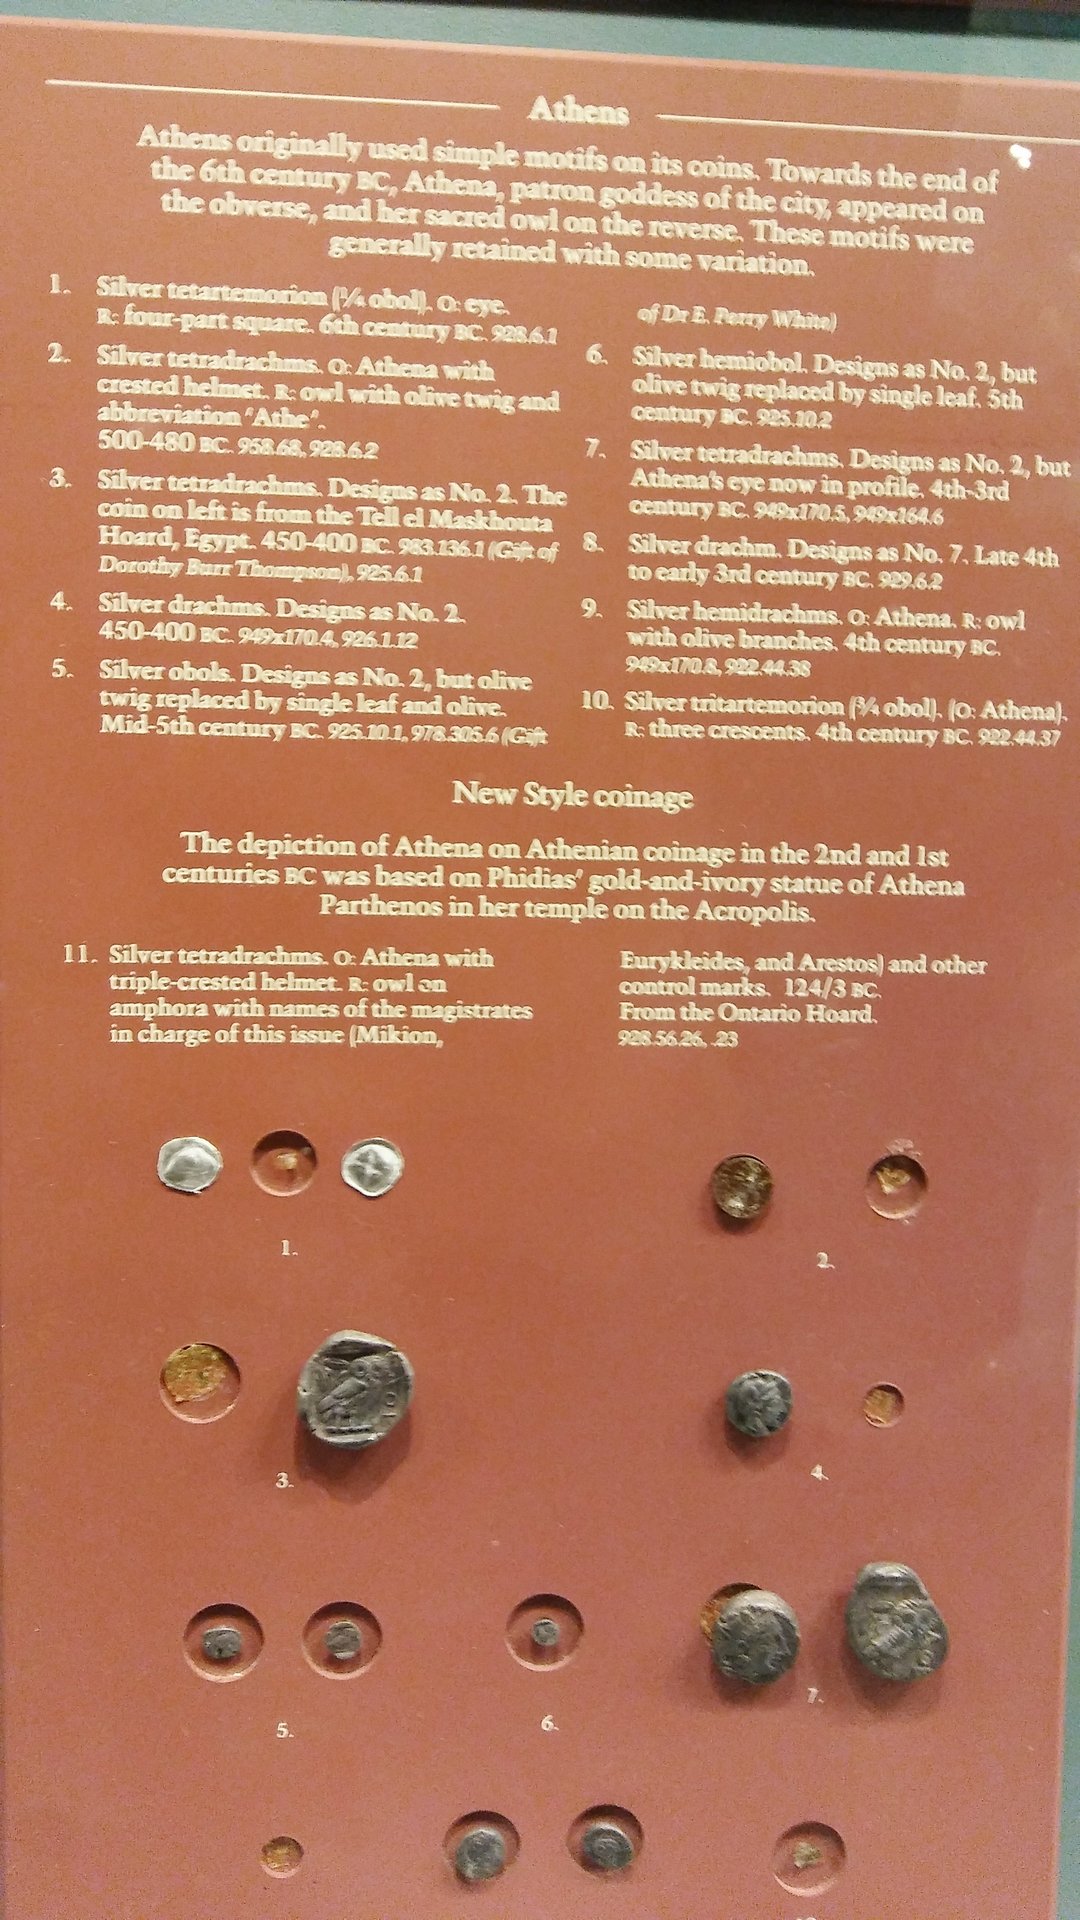 Athens
Athens originally used simple motifs on its coins. Towards the end of
the 6th century BC, Athena, patron goddess of the city, appeared on
the obverse, and her sacred owl on the reverse. These motifs were
generally retained with some variation.
1. Silver tetartemorion (¼ obol). O: eye.
R: four-part square. 6th century BC. 928.6.1
2. Silver tetradrachms. O: Athena with
crested helmet. R: owl with olive twig and
abbreviation 'Athe'.
500-480 BC. 958.68, 928.6.2
3. Silver tetradrachms. Designs as No. 2. The
coin on left is from the Tell el Maskhouta
Hoard, Egypt. 450-400 BC. 983.136.1 (Gift of
Dorothy Burr Thompson), 925.6.1
4. Silver drachms. Designs as No. 2.
450-400 BC. 949x170.4, 926.1.12
5. Silver obols. Designs as No. 2, but olive
twig replaced by single leaf and olive.
Mid-5th century BC. 925.10.1, 978.305.6 (Gift
of Dr E. Perry White)
6. Silver hemiobol. Designs as No. 2, but
olive twig replaced by single leaf. 5th
century BC. 925.10.2
7. Silver tetradrachms. Designs as No. 2, but
Athena's eye now in profile. 4th-3rd
century BC. 949x170.5, 949x164.6
8. Silver drachm. Designs as No. 7. Late 4th
to early 3rd century BC. 929.6.2
9. Silver hemidrachms. O: Athena. R: owl
with olive branches. 4th century BC.
949x170.8, 922.44.38
10. Silver tritartemorion (¾ obol). (O: Athena).
R: three crescents. 4th century BC. 922.44.37
New Style coinage
The depiction of Athena on Athenian coinage in the 2nd and 1st
centuries BC was based on Phidias' gold-and-ivory statue of Athena
Parthenos in her temple on the Acropolis.
11. Silver tetradrachms. O: Athena with
triple-crested helmet. R: owl on
amphora with names of the magistrates
in charge of this issue (Mikion,
Eurykleides, and Arestos) and other
control marks. 124/3 BC.
From the Ontario Hoard.
928.56.26, .23
1.
2.
3.
4.
5.
6.
7.